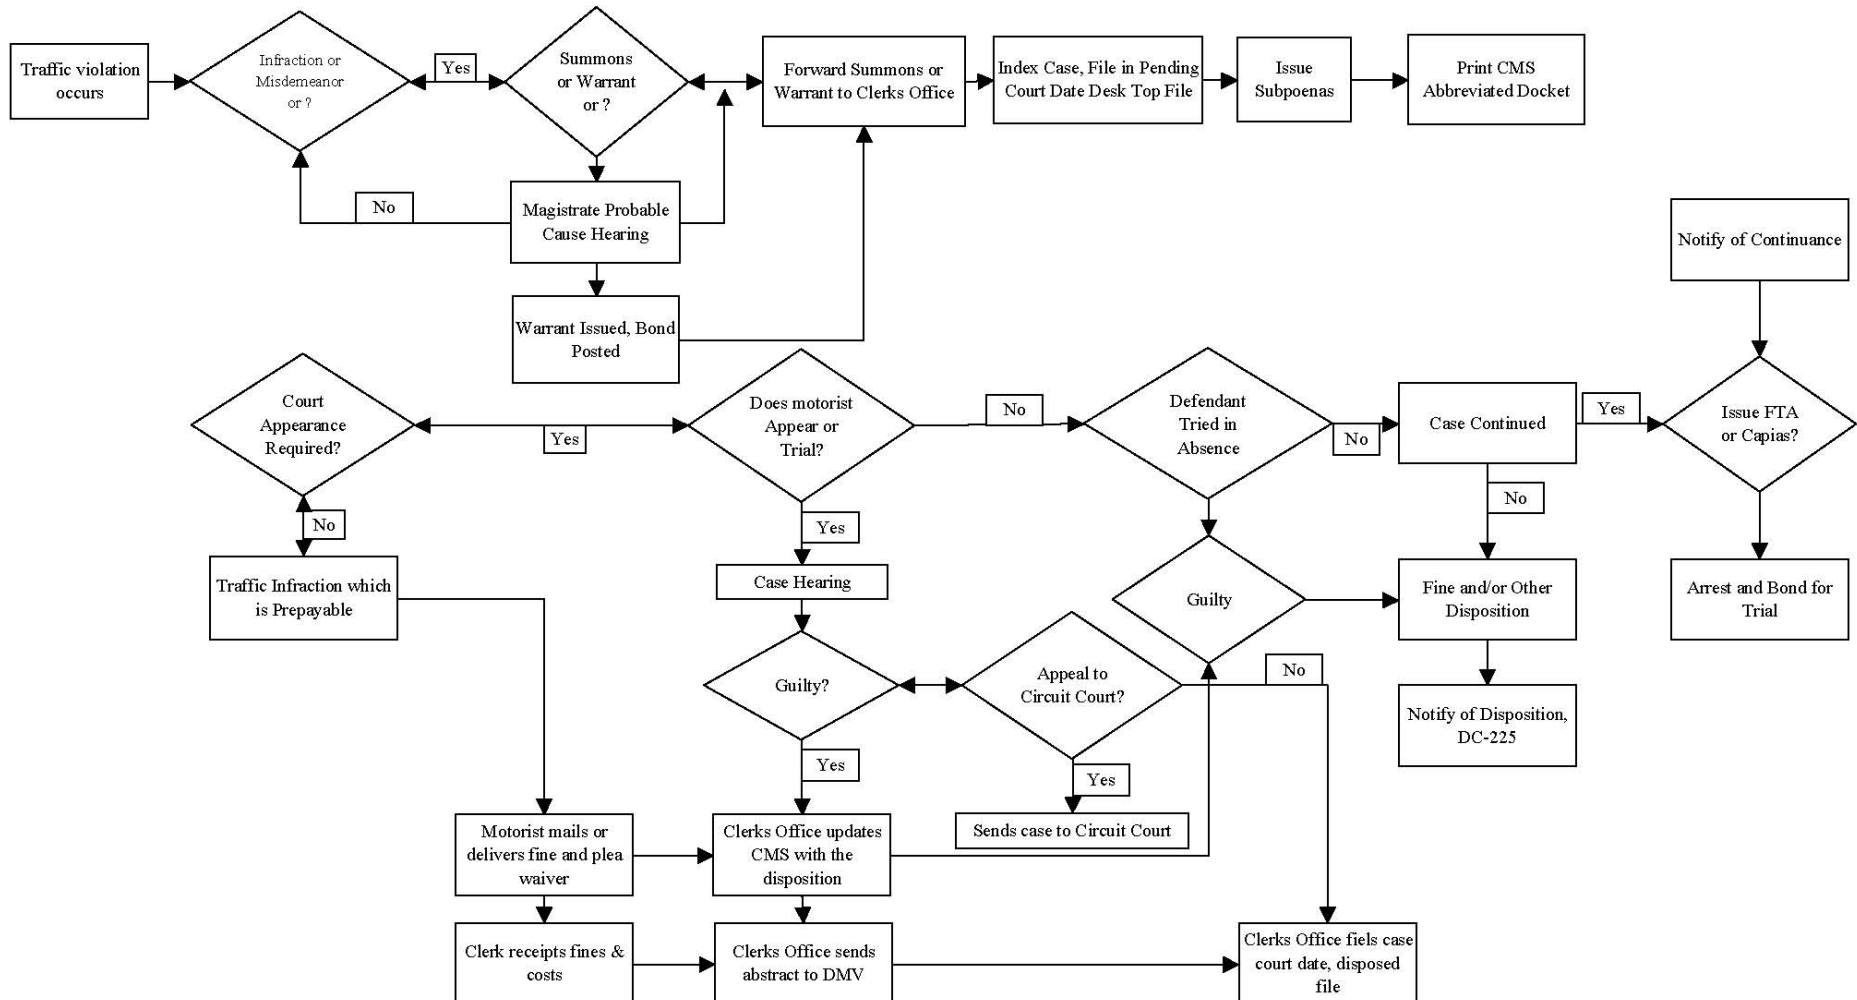 Traffic violation
occurs
Infraction or
Misdemeanor
or ?
Yes
Summons
or Warrant
or ?
Forward Summons or
Warrant to Clerks Office
Index Case, File in Pending
Court Date Desk Top File
Issue
Subpoenas
Print CMS
Abbreviated Docket
No
Magistrate Probable
Cause Hearing
Warrant Issued, Bond
Posted
Notify of Continuance
Court
Appearance
Required?
Yes
Does motorist
Appear or
Trial?
No
Defendant
Tried in
Absence
No
Case Continued
Yes
Issue FTA
or Capias?
No
Yes
No
Traffic Infraction which
is Prepayable
Case Hearing
Guilty
Fine and/or Other
Disposition
Arrest and Bond for
Trial
Guilty?
Appeal to
Circuit Court?
No
Notify of Disposition,
DC-225
Yes
Yes
Sends case to Circuit Court
Motorist mails or
delivers fine and plea
waiver
Clerks Office updates
CMS with the
disposition
Clerk receipts fines &
costs
Clerks Office sends
abstract to DMV
Clerks Office fiels case
court date, disposed
file